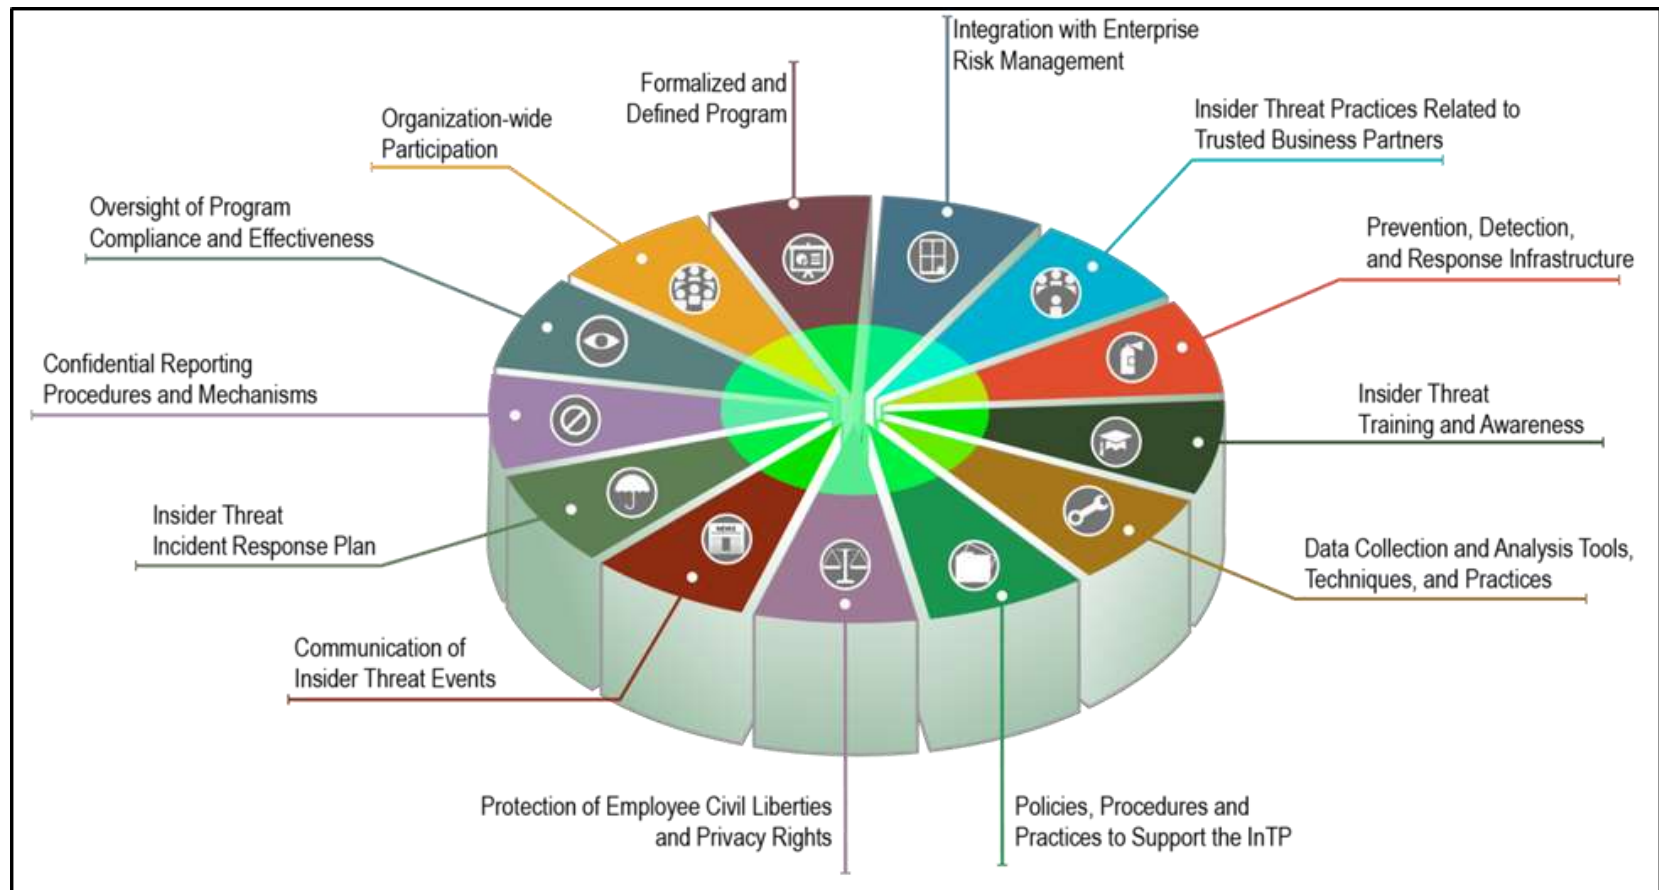 Integration with Enterprise
Risk Management
Formalized and
Defined Program
Organization-wide
Participation
Insider Threat Practices Related to
Trusted Business Partners
Oversight of Program
Compliance and Effectiveness
Prevention, Detection,
and Response Infrastructure
Confidential Reporting
Procedures and Mechanisms
Insider Threat
Training and Awareness
Insider Threat
Incident Response Plan
NEWS
Data Collection and Analysis Tools,
Techniques, and Practices
Communication of
Insider Threat Events
Protection of Employee Civil Liberties
and Privacy Rights
Policies, Procedures and
Practices to Support the InTP